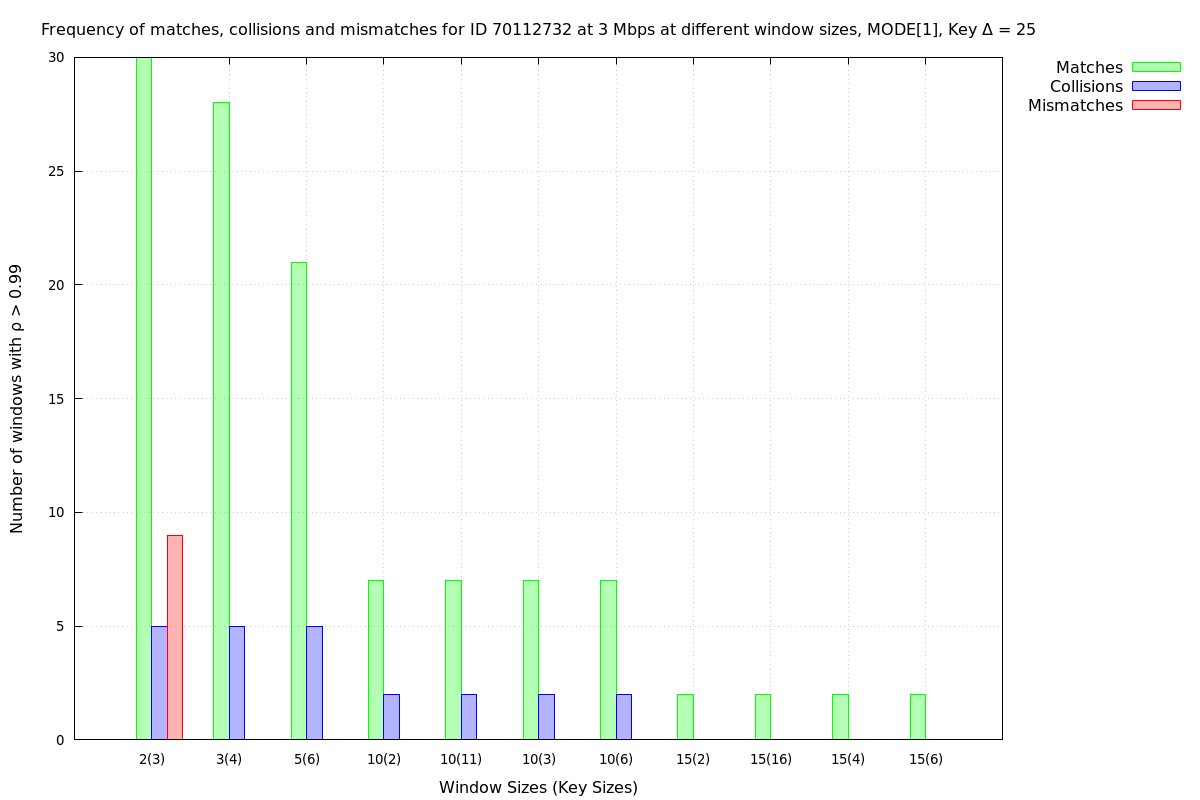 Frequency of matches, collisions and mismatches for ID 70112732 at 3 Mbps at different window sizes, MODE[1], Key Δ = 25
Matches
Collisions
Mismatches
Number of windows with ρ > 0.99
30
25
20
15
10
5
0
2(3) 3(4) 5(6) 10(2) 10(11) 10(3) 10(6) 15(2) 15(16) 15(4) 15(6)
Window Sizes (Key Sizes)